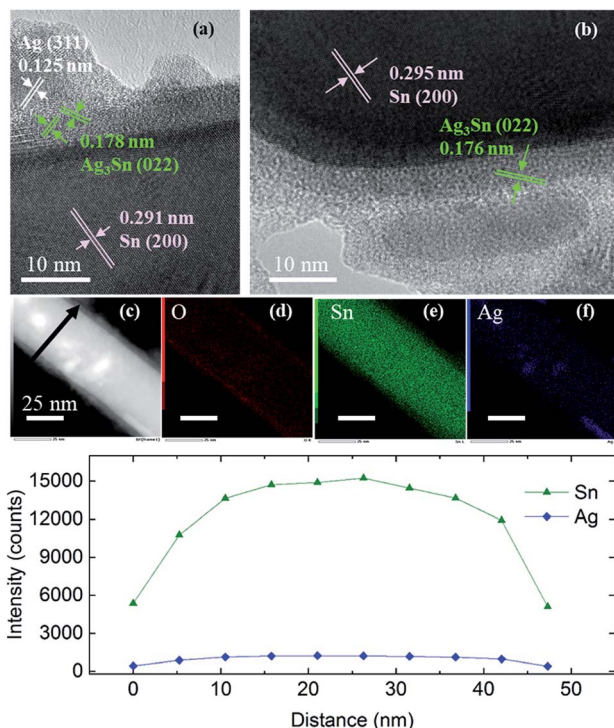 (a)
Ag (311)
0.125 nm
0.178 nm
Ag₃Sn (022)
0.291 nm
Sn (200)
10 nm
(b)
0.295 nm
Sn (200)
Ag₃Sn (022)
0.176 nm
10 nm
(c)
25 nm
O (d)
Sn (e)
Ag (f)
Intensity (counts)
15000
12000
9000
6000
3000
0
Sn
Ag
0 10 20 30 40 50
Distance (nm)